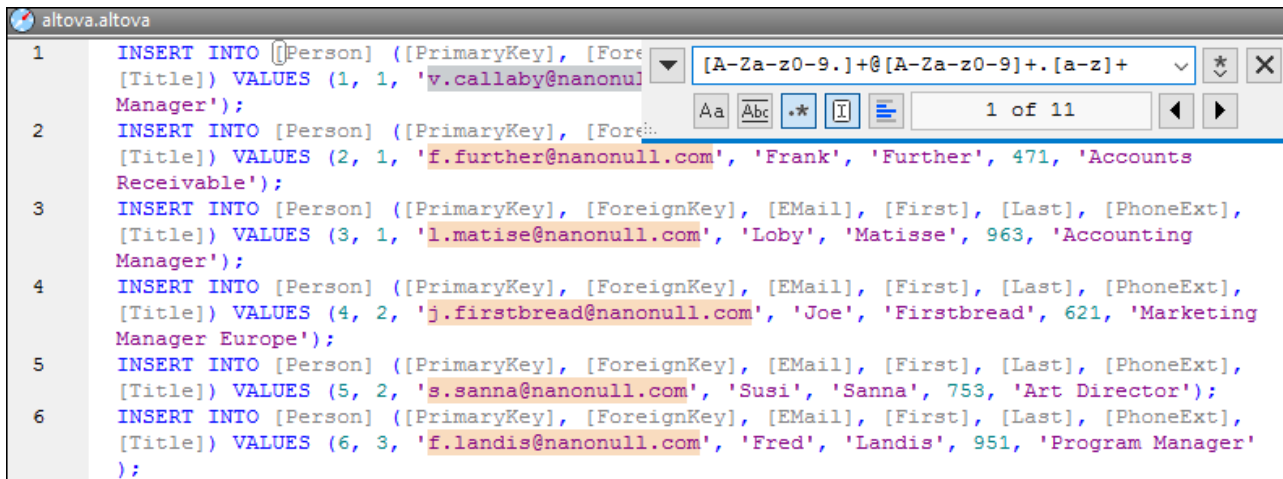 altova.altova
1 INSERT INTO [Person] ([PrimaryKey], [Fore
[A-Za-z0-9.]+@[A-Za-z0-9]+.[a-z]+
[Title]) VALUES (1, 1, 'v.callaby@nanonul
Manager');
Aa Abc .* 1 of 11
2 INSERT INTO [Person] ([PrimaryKey], [Fore
[Title]) VALUES (2, 1, 'f.further@nanonull.com', 'Frank', 'Further', 471, 'Accounts
Receivable');
3 INSERT INTO [Person] ([PrimaryKey], [ForeignKey], [EMail], [First], [Last], [PhoneExt],
[Title]) VALUES (3, 1, 'l.matise@nanonull.com', 'Loby', 'Matisse', 963, 'Accounting
Manager');
4 INSERT INTO [Person] ([PrimaryKey], [ForeignKey], [EMail], [First], [Last], [PhoneExt],
[Title]) VALUES (4, 2, 'j.firstbread@nanonull.com', 'Joe', 'Firstbread', 621, 'Marketing
Manager Europe');
5 INSERT INTO [Person] ([PrimaryKey], [ForeignKey], [EMail], [First], [Last], [PhoneExt],
[Title]) VALUES (5, 2, 's.sanna@nanonull.com', 'Susi', 'Sanna', 753, 'Art Director');
6 INSERT INTO [Person] ([PrimaryKey], [ForeignKey], [EMail], [First], [Last], [PhoneExt],
[Title]) VALUES (6, 3, 'f.landis@nanonull.com', 'Fred', 'Landis', 951, 'Program Manager'
);